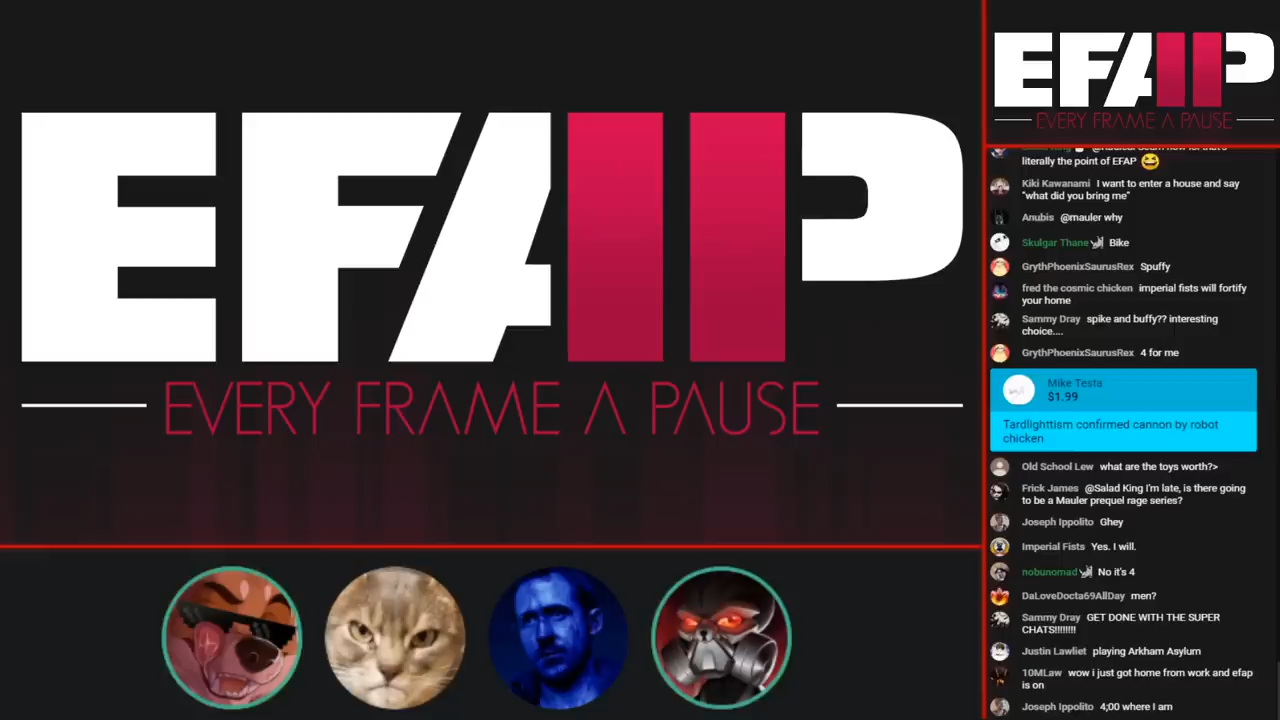 EFAP
EVERY FRAME A PAUSE
EFAP
EVERY FRAME A PAUSE
literally the point of EFAP
Kiki Kawanami I want to enter a house and say
"what did you bring me"
Anubis @mauler why
Skulgar Thane Bike
GrythPhoenixSaurusRex Spuffy
fred the cosmic chicken imperial fists will fortify
your home
Sammy Dray spike and buffy?? interesting
choice....
GrythPhoenixSaurusRex 4 for me
Mike Testa
$1.99
Tardlighttism confirmed cannon by robot
chicken
Old School Lew what are the toys worth?>
Frick James @Salad King I'm late, is there going
to be a Mauler prequel rage series?
Joseph Ippolito Ghey
Imperial Fists Yes. I will.
nobunomad No it's 4
DaLoveDocta69AllDay men?
Sammy Dray GET DONE WITH THE SUPER
CHATS!!!!!!!!
Justin Lawliet playing Arkham Asylum
10MLaw wow i just got home from work and efap
is on
Joseph Ippolito 4;00 where I am